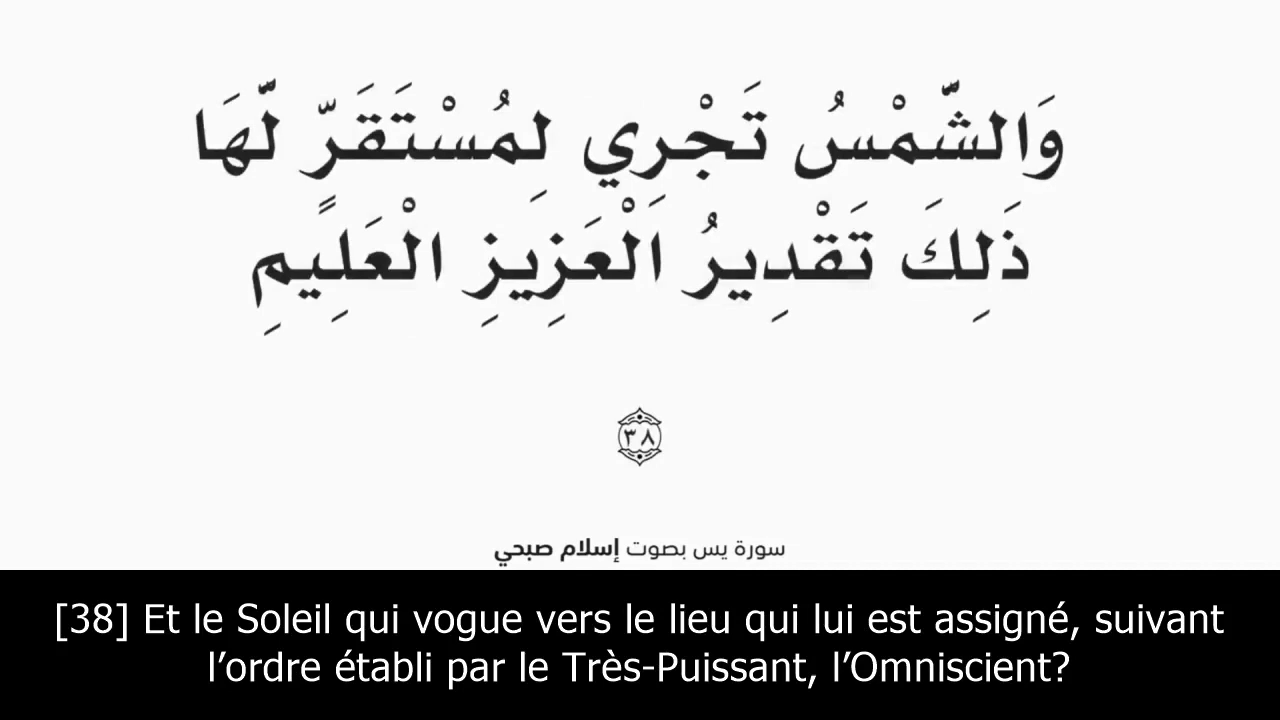 وَالشَّمْسُ تَجْرِي لِمُسْتَقَرٍّ لَّهَا
ذَلِكَ تَقْدِيرُ الْعَزِيزِ الْعَلِيمِ
٣٨
سورة يس بصوت إسلام صبحي
[38] Et le Soleil qui vogue vers le lieu qui lui est assigné, suivant
l’ordre établi par le Très-Puissant, l’Omniscient?